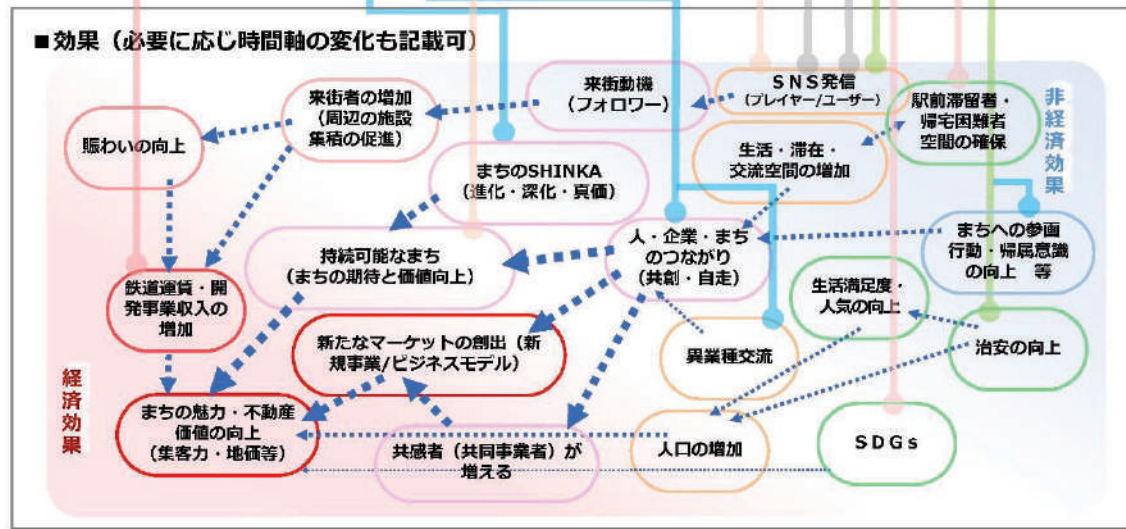 ■効果（必要に応じ時間軸の変化も記載可）
来街動機
（フォロワー）
SNS発信
（プレイヤー/ユーザー）
来街者の増加
（周辺の施設
集積の促進）
駅前滞留者・
帰宅困難者
空間の確保
非経済効果
賑わいの向上
生活・滞在・
交流空間の増加
まちのSHINKA
（進化・深化・真価）
人・企業・まち
のつながり
（共創・自走）
まちへの参画
行動・帰属意識
の向上　等
持続可能なまち
（まちの期待と価値向上）
鉄道運賃・開
発事業収入の
増加
生活満足度・
人気の向上
新たなマーケットの創出（新
規事業/ビジネスモデル）
異業種交流
治安の向上
経済効果
まちの魅力・不動産
価値の向上
（集客力・地価等）
共感者（共同事業者）が
増える
人口の増加
SDGs